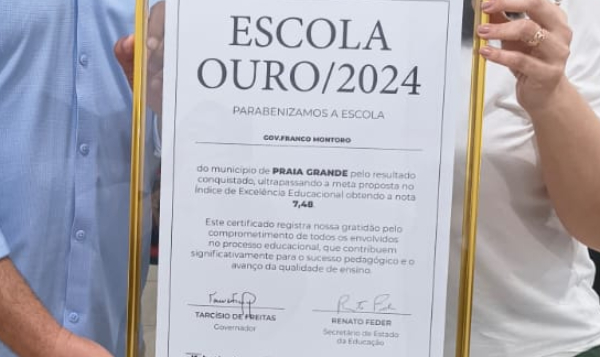 ESCOLA
OURO/2024
PARABENIZAMOS A ESCOLA
GOV.FRANCO MONTORO
do município de PRAIA GRANDE pelo resultado
conquistado, ultrapassando a meta proposta no
Índice de Excelência Educacional obtendo a nota
7,48.
Este certificado registra nossa gratidão pelo
comprometimento de todos os envolvidos
no processo educacional, que contribuem
significativamente para o sucesso pedagógico e o
avanço da qualidade de ensino.
TARCÍSIO DE FREITAS
Governador
RENATO FEDER
Secretário de Estado
da Educação